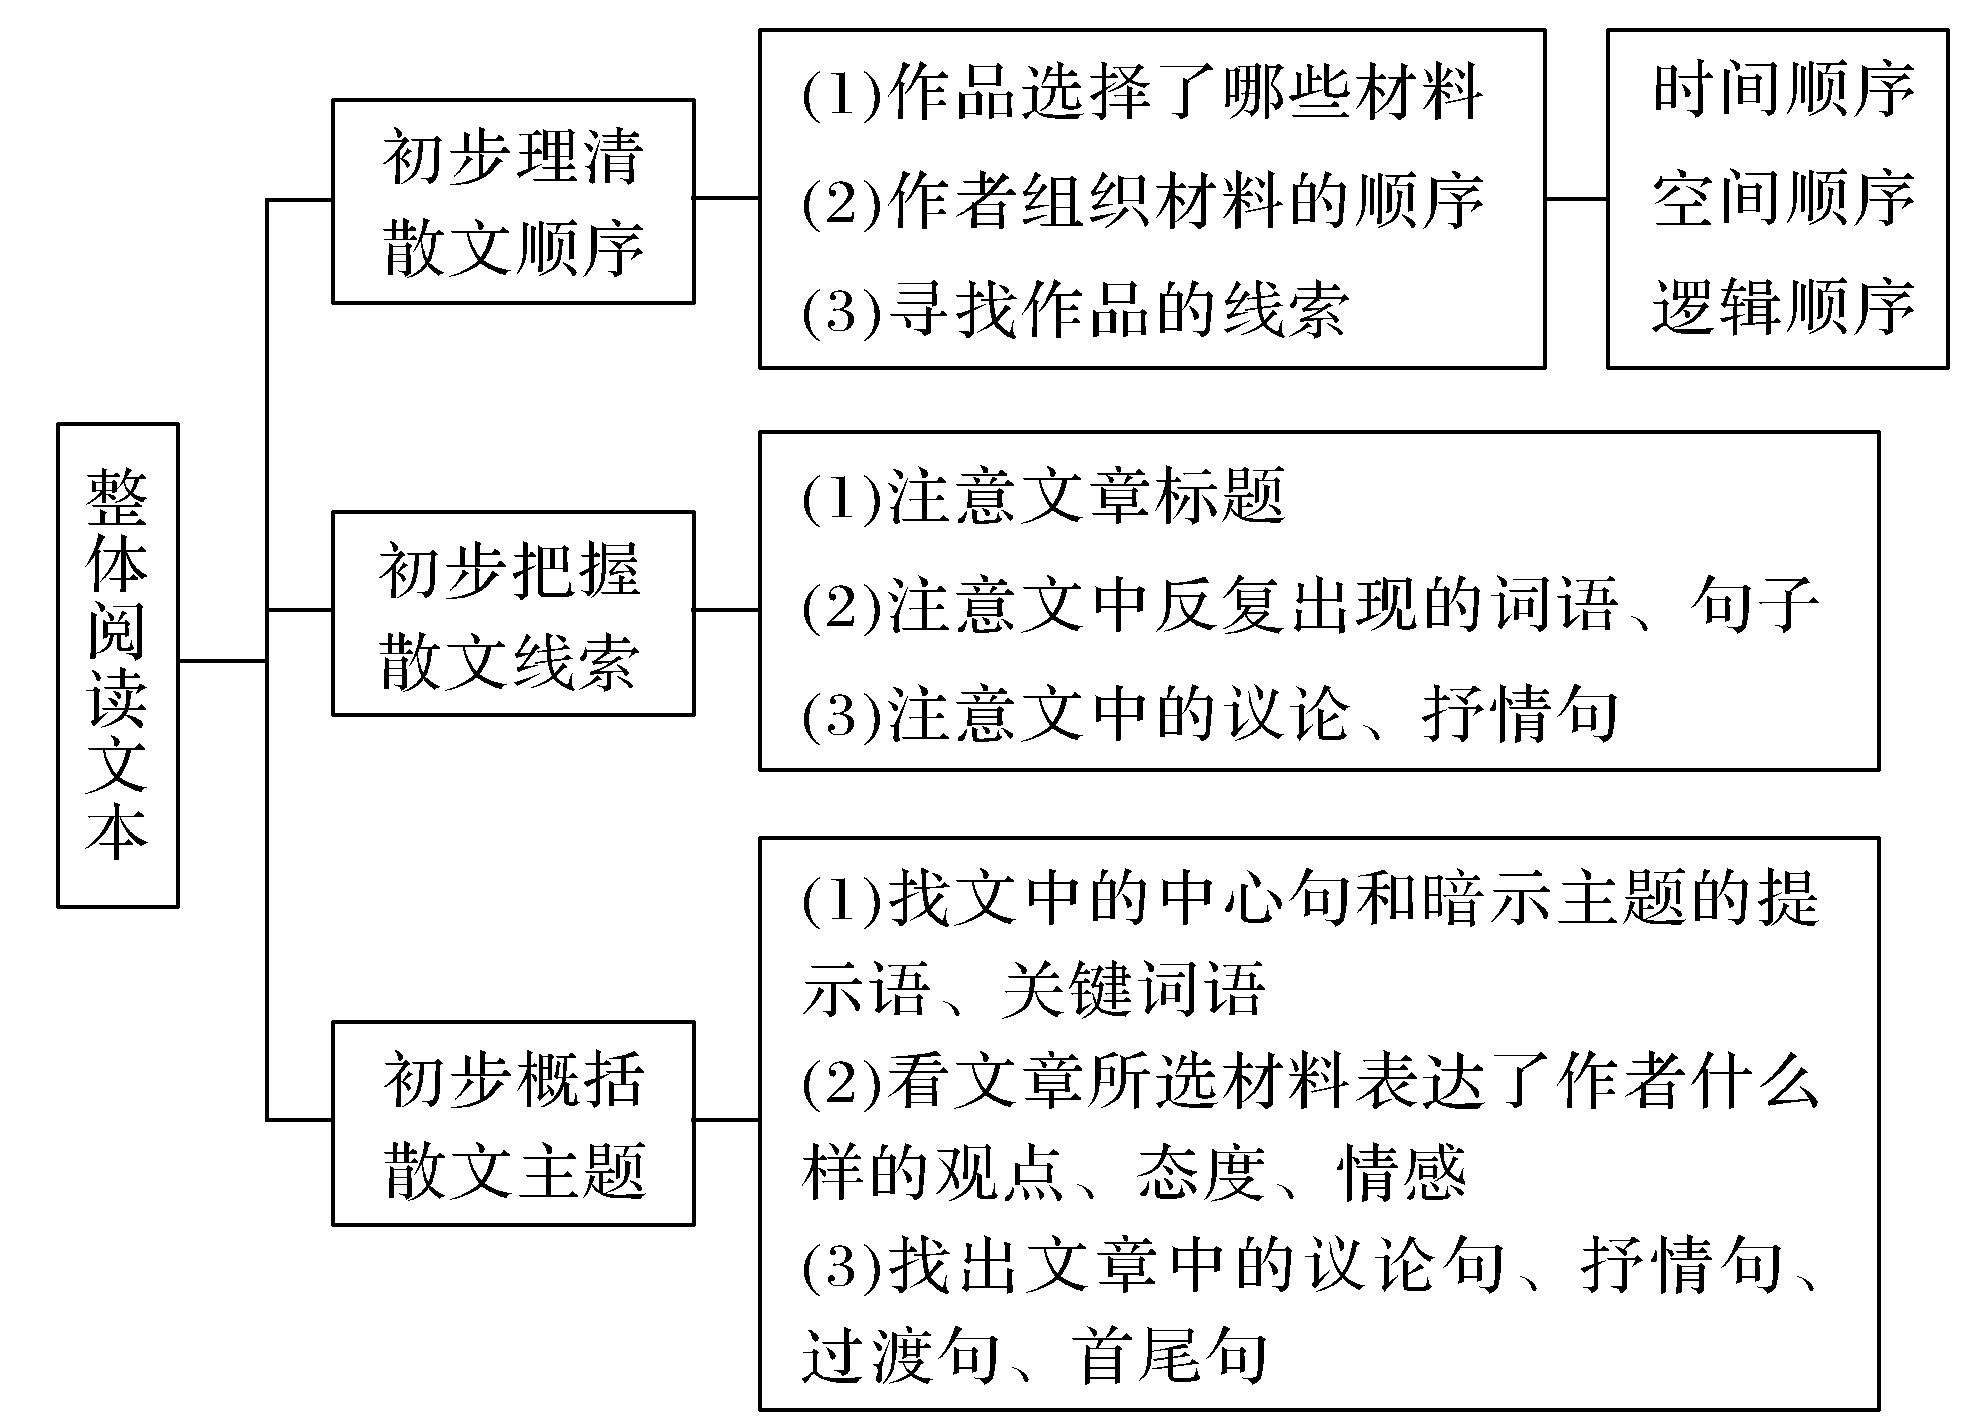 整体阅读文本
初步理清
散文顺序
(1)作品选择了哪些材料
(2)作者组织材料的顺序
(3)寻找作品的线索
时间顺序
空间顺序
逻辑顺序
初步把握
散文线索
(1)注意文章标题
(2)注意文中反复出现的词语、句子
(3)注意文中的议论、抒情句
初步概括
散文主题
(1)找文中的中心句和暗示主题的提
示语、关键词语
(2)看文章所选材料表达了作者什么
样的观点、态度、情感
(3)找出文章中的议论句、抒情句、
过渡句、首尾句